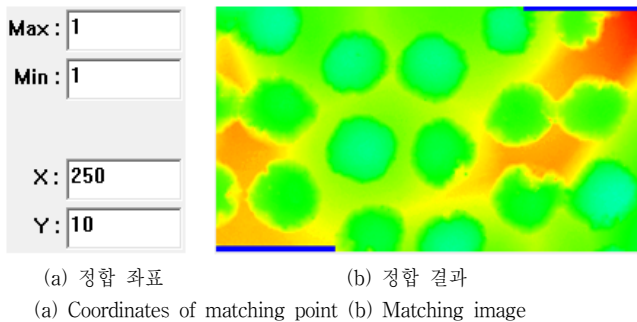 Max : 1
Min : 1
X : 250
Y : 10
(a) 정합 좌표
(b) 정합 결과
(a) Coordinates of matching point (b) Matching image